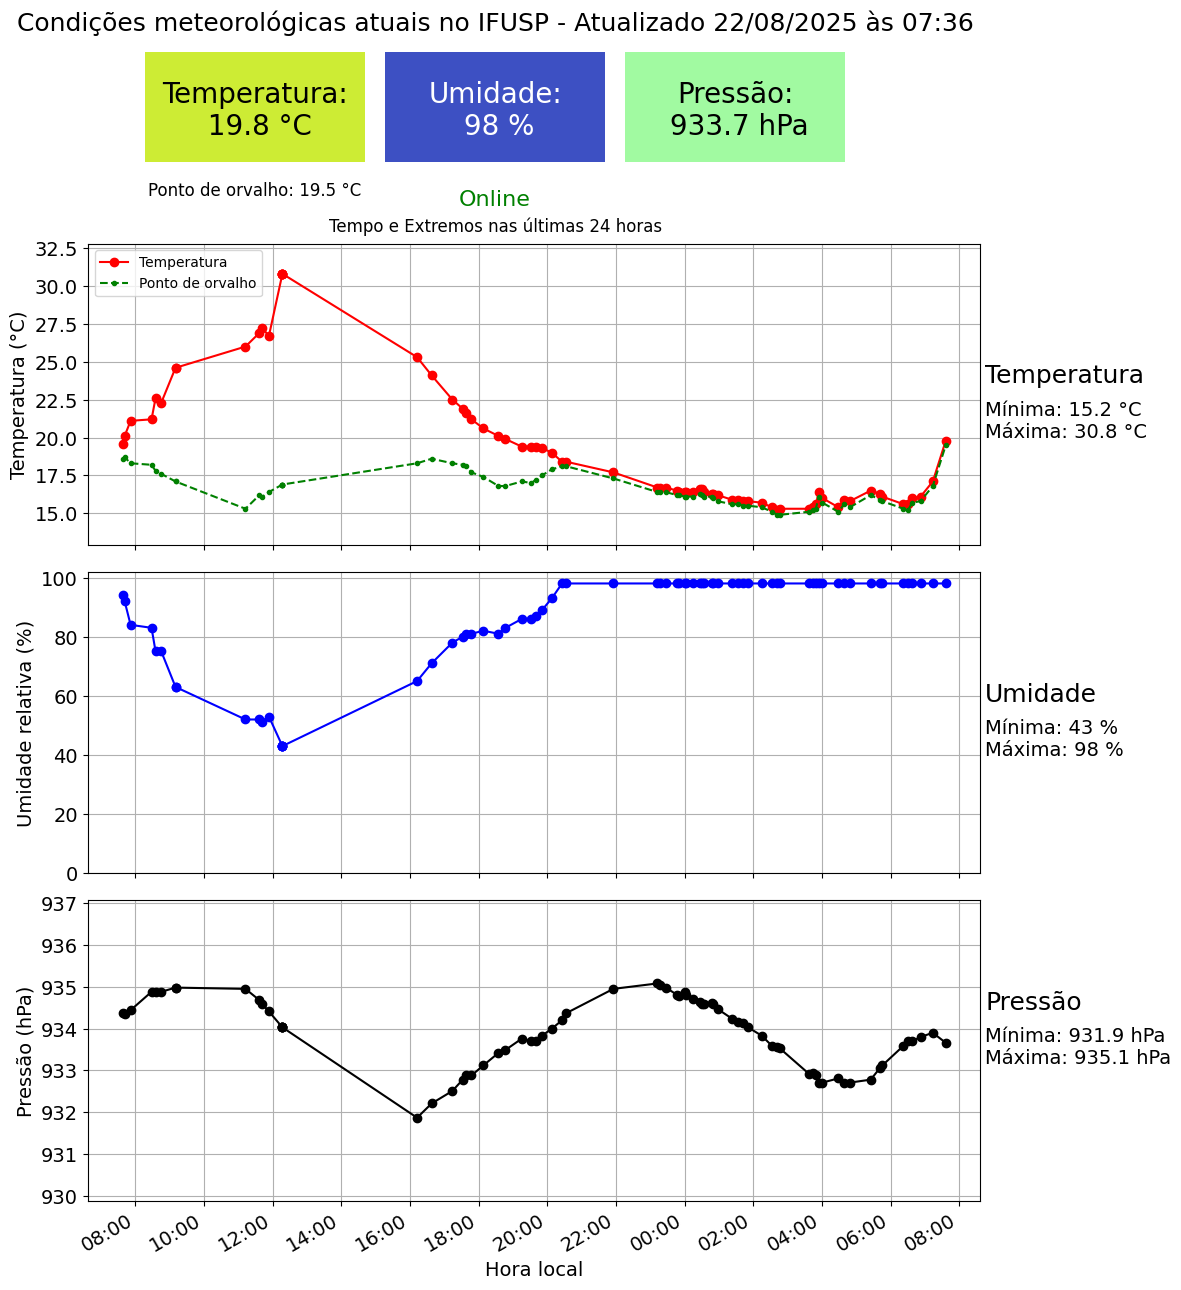 Condições meteorológicas atuais no IFUSP - Atualizado 22/08/2025 às 07:36
Temperatura:
19.8 °C
Umidade:
98 %
Pressão:
933.7 hPa
Ponto de orvalho: 19.5 °C
Online
Tempo e Extremos nas últimas 24 horas
Temperatura (°C)
32.5
30.0
27.5
25.0
22.5
20.0
17.5
15.0
Temperatura
Ponto de orvalho
Temperatura
Mínima: 15.2 °C
Máxima: 30.8 °C
Umidade relativa (%)
100
80
60
40
20
0
Umidade
Mínima: 43 %
Máxima: 98 %
Pressão (hPa)
937
936
935
934
933
932
931
930
Pressão
Mínima: 931.9 hPa
Máxima: 935.1 hPa
08:00 10:00 12:00 14:00 16:00 18:00 20:00 22:00 00:00 02:00 04:00 06:00 08:00
Hora local